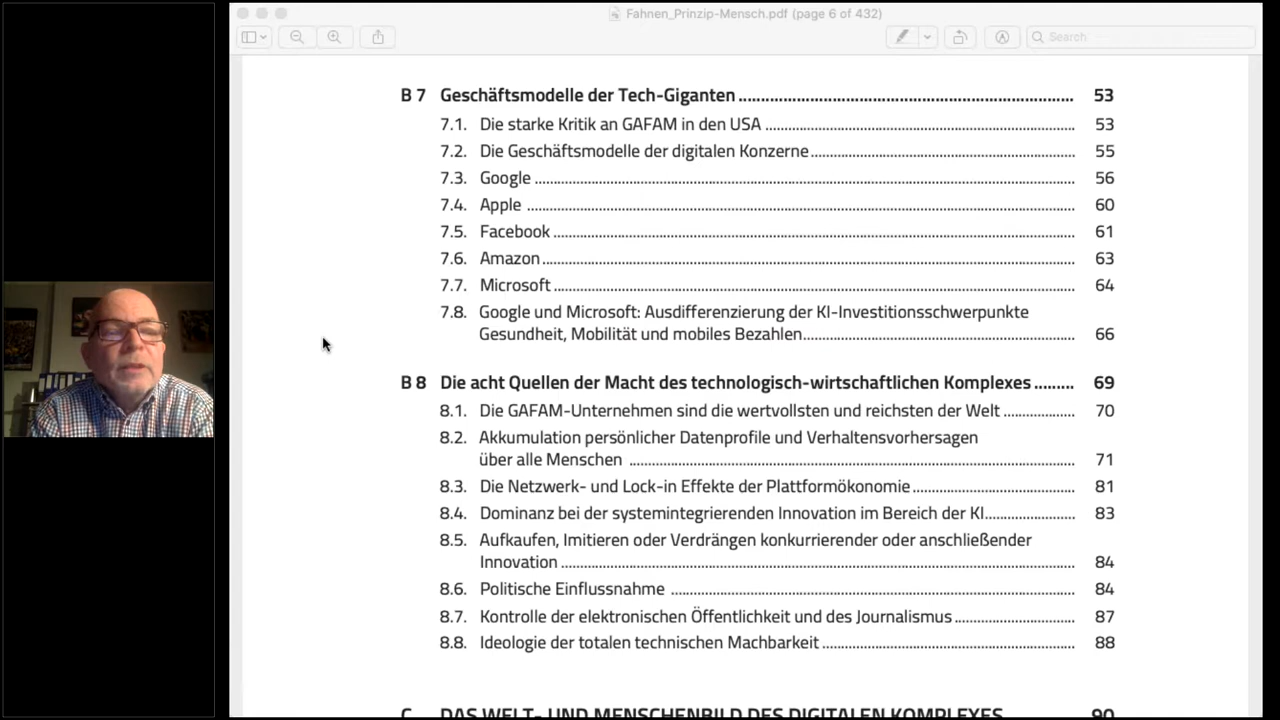 Fahnen_Prinzip-Mensch.pdf (page 6 of 432)
Search
B 7 Geschäftsmodelle der Tech-Giganten 53
7.1. Die starke Kritik an GAFAM in den USA 53
7.2. Die Geschäftsmodelle der digitalen Konzerne 55
7.3. Google 56
7.4. Apple 60
7.5. Facebook 61
7.6. Amazon 63
7.7. Microsoft 64
7.8. Google und Microsoft: Ausdifferenzierung der KI-Investitionsschwerpunkte
Gesundheit, Mobilität und mobiles Bezahlen 66
B 8 Die acht Quellen der Macht des technologisch-wirtschaftlichen Komplexes 69
8.1. Die GAFAM-Unternehmen sind die wertvollsten und reichsten der Welt 70
8.2. Akkumulation persönlicher Datenprofile und Verhaltensvorhersagen
über alle Menschen 71
8.3. Die Netzwerk- und Lock-in Effekte der Plattformökonomie 81
8.4. Dominanz bei der systemintegrierenden Innovation im Bereich der KI 83
8.5. Aufkaufen, Imitieren oder Verdrängen konkurrierender oder anschließender
Innovation 84
8.6. Politische Einflussnahme 84
8.7. Kontrolle der elektronischen Öffentlichkeit und des Journalismus 87
8.8. Ideologie der totalen technischen Machbarkeit 88
C DAS WELT- UND MENSCHENBILD DES DIGITALEN KOMPLEXES 90